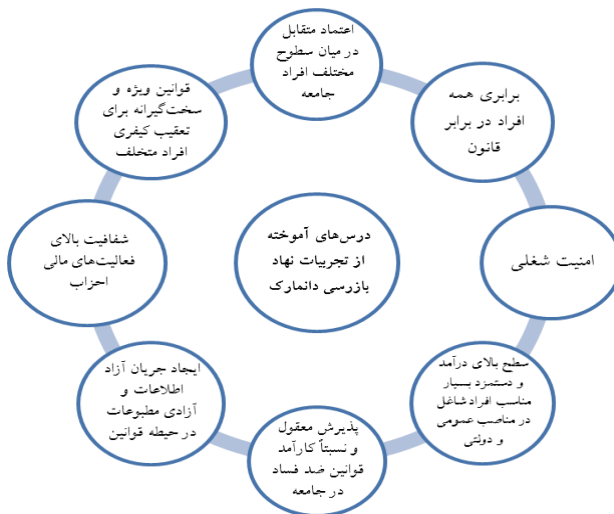 اعتماد متقابل
در میان سطوح
مختلف افراد
جامعه
برابری همه
افراد در برابر
قانون
امنیت شغلی
سطح بالای درآمد
و دستمزد بسیار
مناسب افراد شاغل
در مناصب عمومی
و دولتی
پذیرش معقول
و نسبتاً کارآمد
قوانین ضد فساد
در جامعه
ایجاد جریان آزاد
اطلاعات و
آزادی مطبوعات
در حیطه قوانین
شفافیت بالای
فعالیت‌های مالی
احزاب
قوانین ویژه و
سخت‌گیرانه برای
تعقیب کیفری
افراد متخلف
درس‌های آموخته
از تجربیات نهاد
بازرسی دانمارک